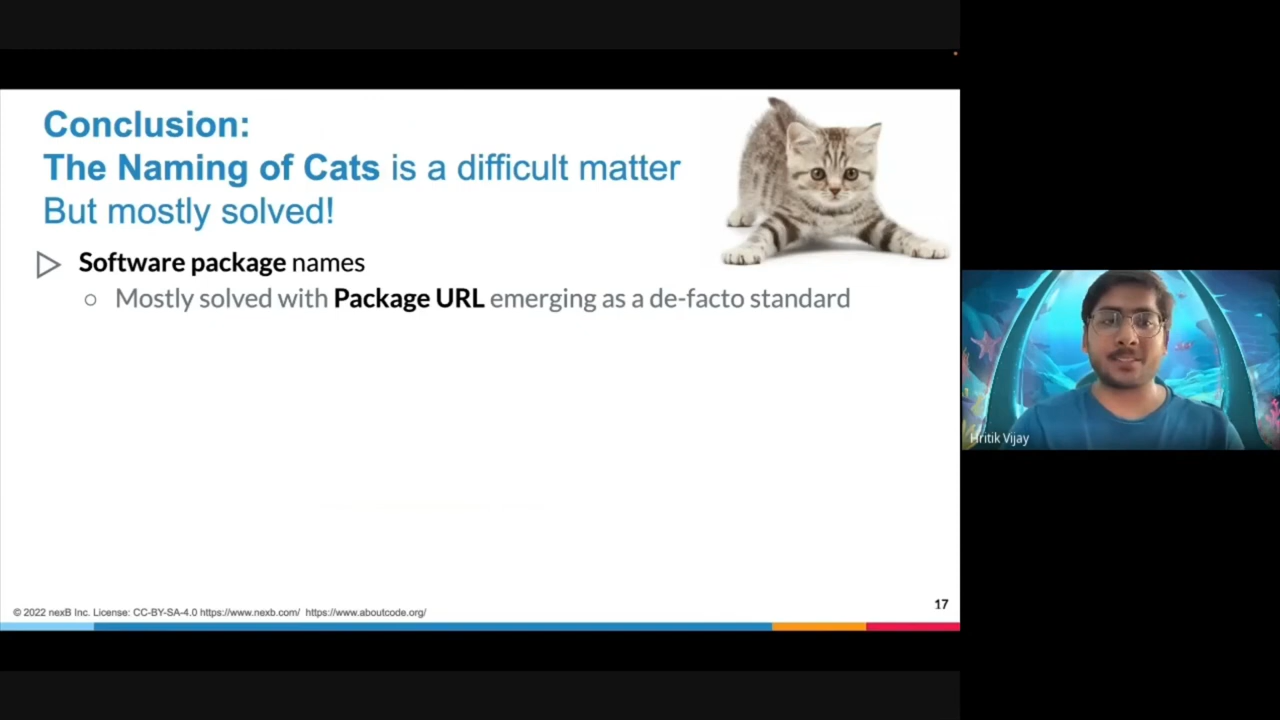 Conclusion:
The Naming of Cats is a difficult matter
But mostly solved!
Software package names
Mostly solved with Package URL emerging as a de-facto standard
© 2022 nexB Inc. License: CC-BY-SA-4.0 https://www.nexb.com/ https://www.aboutcode.org/
17
Hritik Vijay